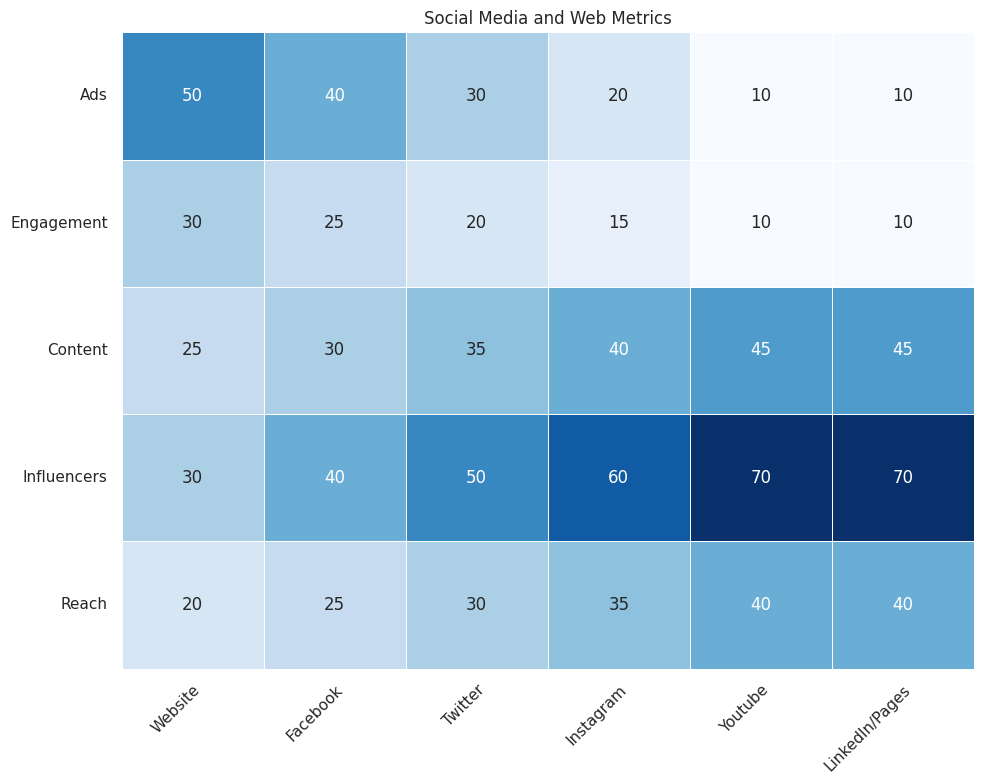 Social Media and Web Metrics
Ads 50 40 30 20 10 10
Engagement 30 25 20 15 10 10
Content 25 30 35 40 45 45
Influencers 30 40 50 60 70 70
Reach 20 25 30 35 40 40
Website Facebook Twitter Instagram Youtube LinkedIn/Pages